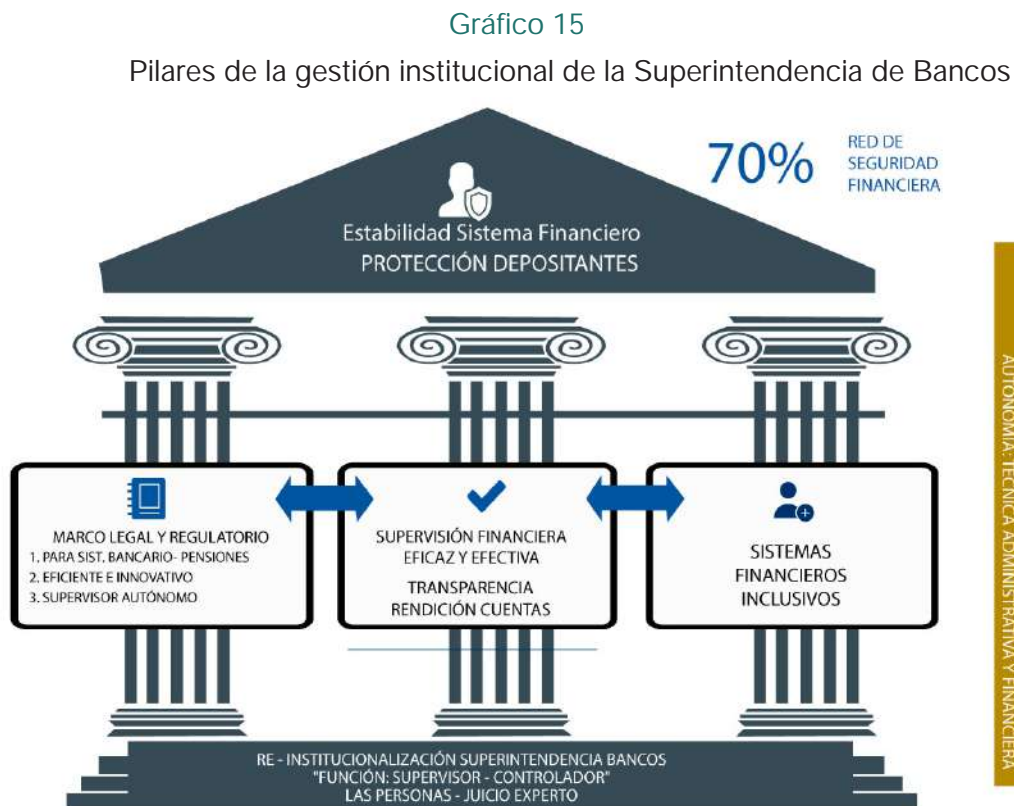 Gráfico 15
Pilares de la gestión institucional de la Superintendencia de Bancos
70%
RED DE
SEGURIDAD
FINANCIERA
Estabilidad Sistema Financiero
PROTECCIÓN DEPOSITANTES
MARCO LEGAL Y REGULATORIO
1. PARA SIST. BANCARIO- PENSIONES
2. EFICIENTE E INNOVATIVO
3. SUPERVISOR AUTÓNOMO
SUPERVISIÓN FINANCIERA
EFICAZ Y EFECTIVA
TRANSPARENCIA
RENDICIÓN CUENTAS
SISTEMAS
FINANCIEROS
INCLUSIVOS
AUTONOMÍA: TÉCNICA ADMINISTRATIVA Y FINANCIERA
RE - INSTITUCIONALIZACIÓN SUPERINTENDENCIA BANCOS
"FUNCIÓN: SUPERVISOR - CONTROLADOR"
LAS PERSONAS - JUICIO EXPERTO